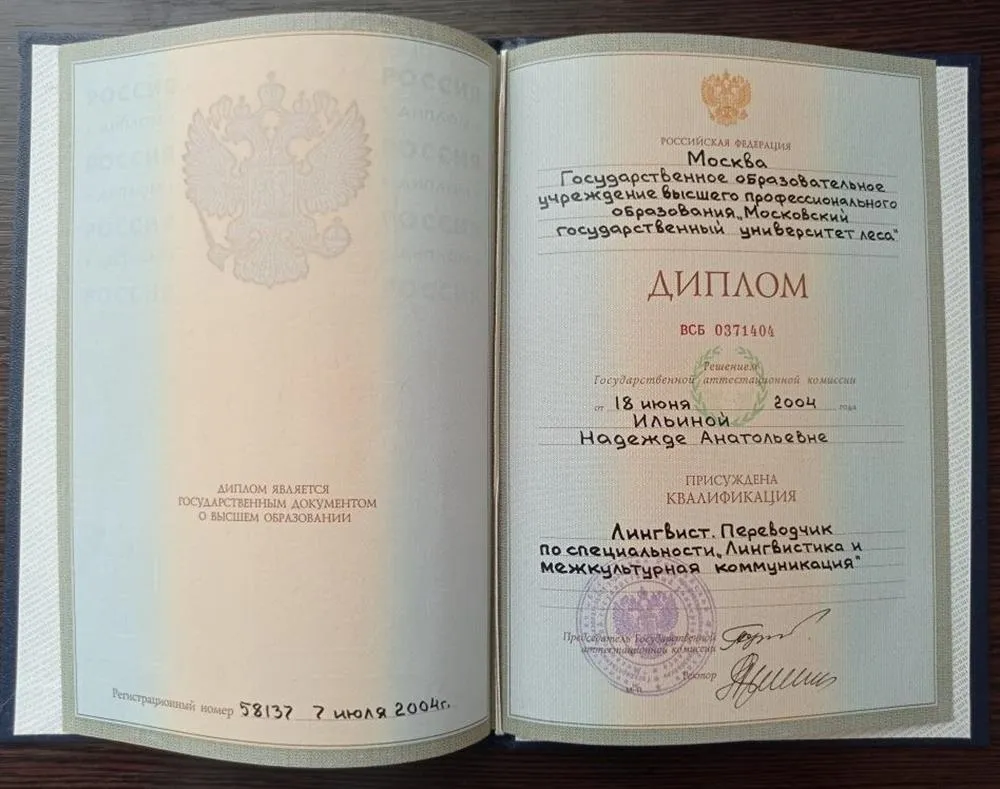 ДИПЛОМ ЯВЛЯЕТСЯ
ГОСУДАРСТВЕННЫМ ДОКУМЕНТОМ
О ВЫСШЕМ ОБРАЗОВАНИИ
Регистрационный номер 58137 7 июля 2004г.
РОССИЙСКАЯ ФЕДЕРАЦИЯ
Москва
Государственное образовательное
учреждение высшего профессионального
образования „Московский
государственный университет леса"
ДИПЛОМ
ВСБ 0371404
Решением
Государственной аттестационной комиссии
от 18 июня 2004 года
Ильиной
Надежде Анатольевне
ПРИСУЖДЕНА
КВАЛИФИКАЦИЯ
Лингвист. Переводчик
по специальности „Лингвистика и
межкультурная коммуникация"
Председатель Государственной
аттестационной комиссии
Ректор